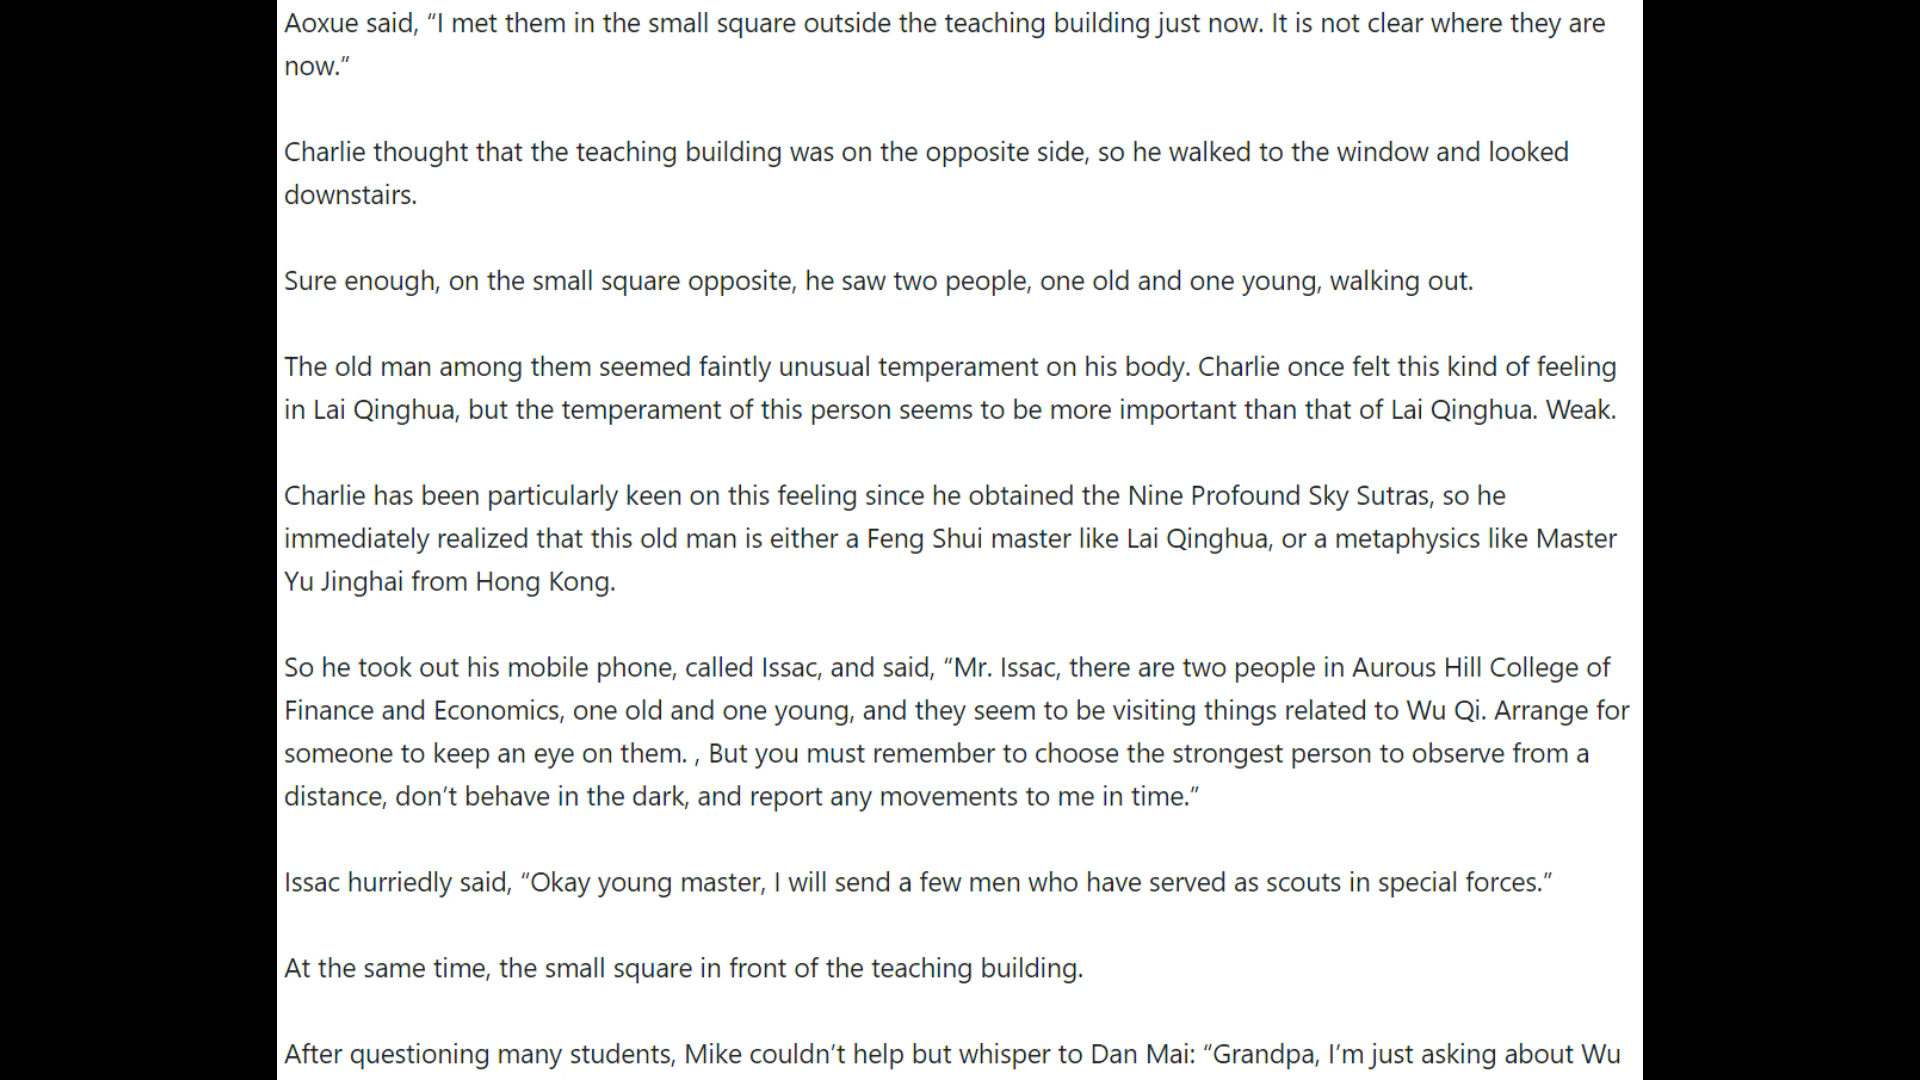 Aoxue said, “I met them in the small square outside the teaching building just now. It is not clear where they are
now.”
Charlie thought that the teaching building was on the opposite side, so he walked to the window and looked
downstairs.
Sure enough, on the small square opposite, he saw two people, one old and one young, walking out.
The old man among them seemed faintly unusual temperament on his body. Charlie once felt this kind of feeling
in Lai Qinghua, but the temperament of this person seems to be more important than that of Lai Qinghua. Weak.
Charlie has been particularly keen on this feeling since he obtained the Nine Profound Sky Sutras, so he
immediately realized that this old man is either a Feng Shui master like Lai Qinghua, or a metaphysics like Master
Yu Jinghai from Hong Kong.
So he took out his mobile phone, called Issac, and said, “Mr. Issac, there are two people in Aurous Hill College of
Finance and Economics, one old and one young, and they seem to be visiting things related to Wu Qi. Arrange for
someone to keep an eye on them. , But you must remember to choose the strongest person to observe from a
distance, don’t behave in the dark, and report any movements to me in time.”
Issac hurriedly said, “Okay young master, I will send a few men who have served as scouts in special forces.”
At the same time, the small square in front of the teaching building.
After questioning many students, Mike couldn’t help but whisper to Dan Mai: “Grandpa, I’m just asking about Wu